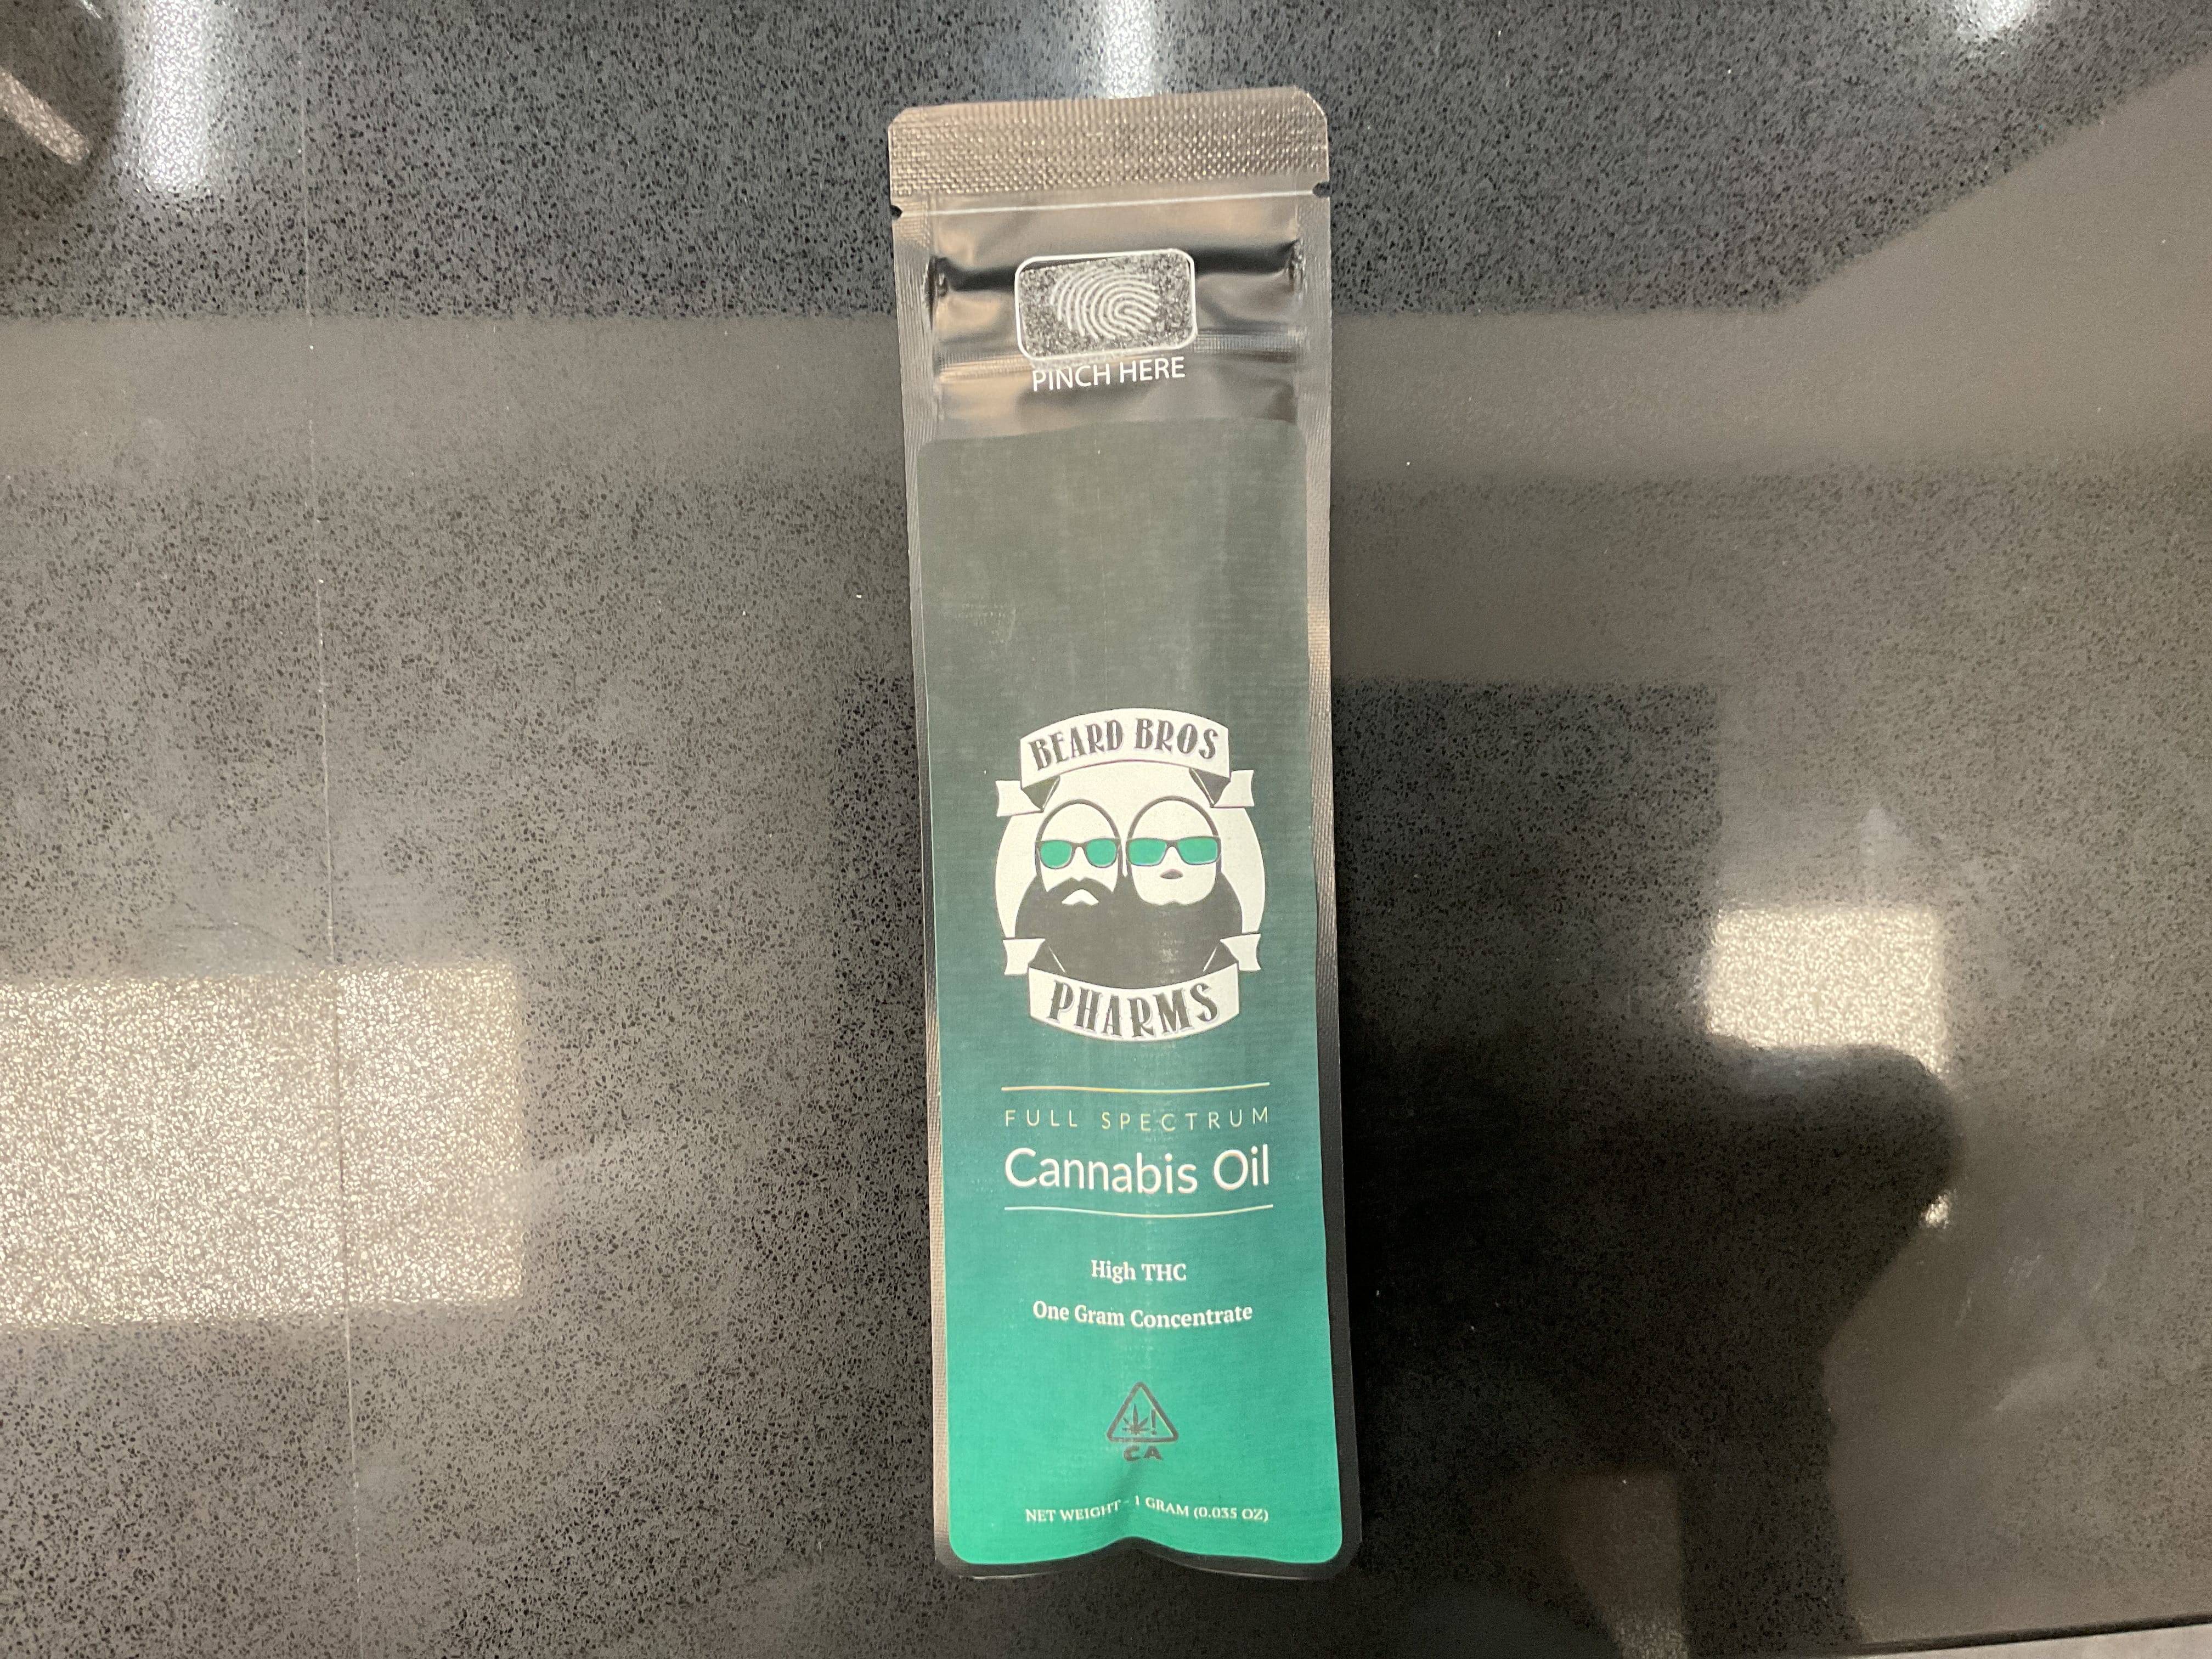 PINCH HERE
BEARD BROS
PHARMS
FULL SPECTRUM
Cannabis Oil
High THC
One Gram Concentrate
CA
NET WEIGHT - 1 GRAM (0.035 OZ)